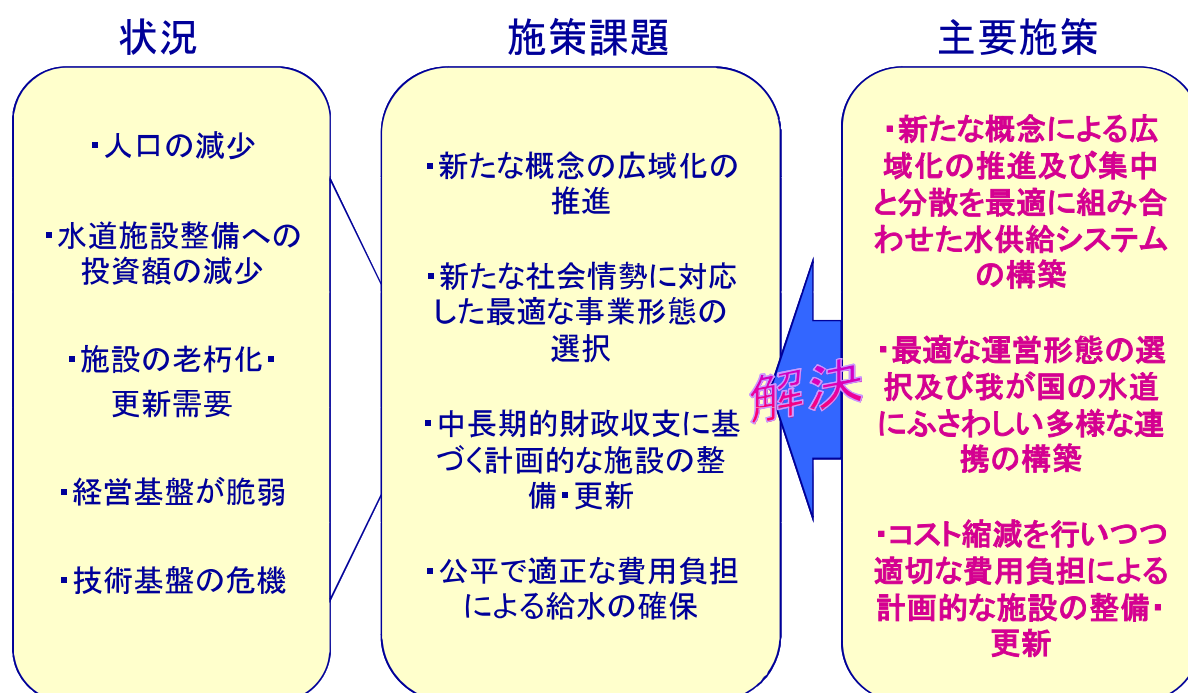 状況
・人口の減少
・水道施設整備への
投資額の減少
・施設の老朽化・
更新需要
・経営基盤が脆弱
・技術基盤の危機
施策課題
・新たな概念の広域化の
推進
・新たな社会情勢に対応
した最適な事業形態の
選択
・中長期的財政収支に基
づく計画的な施設の整
備・更新
・公平で適正な費用負担
による給水の確保
解決
主要施策
・新たな概念による広
域化の推進及び集中
と分散を最適に組み合
わせた水供給システム
の構築
・最適な運営形態の選
択及び我が国の水道
にふさわしい多様な連
携の構築
・コスト縮減を行いつつ
適切な費用負担による
計画的な施設の整備・
更新